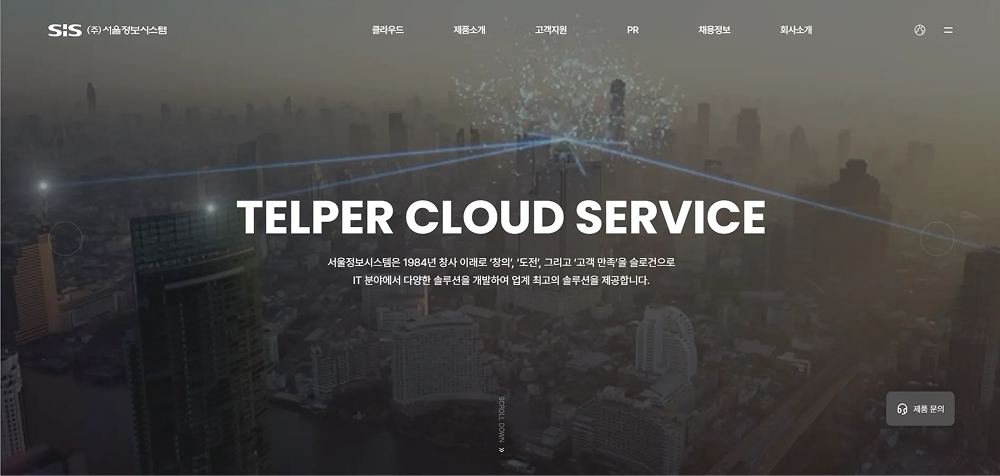 SIS (주)서울정보시스템
클라우드
제품소개
고객지원
PR
채용정보
회사소개
TELPER CLOUD SERVICE
서울정보시스템은 1984년 창사 이래로 '창의', '도전', 그리고 '고객 만족'을 슬로건으로
IT 분야에서 다양한 솔루션을 개발하여 업계 최고의 솔루션을 제공합니다.
SCROLL DOWN
제품 문의